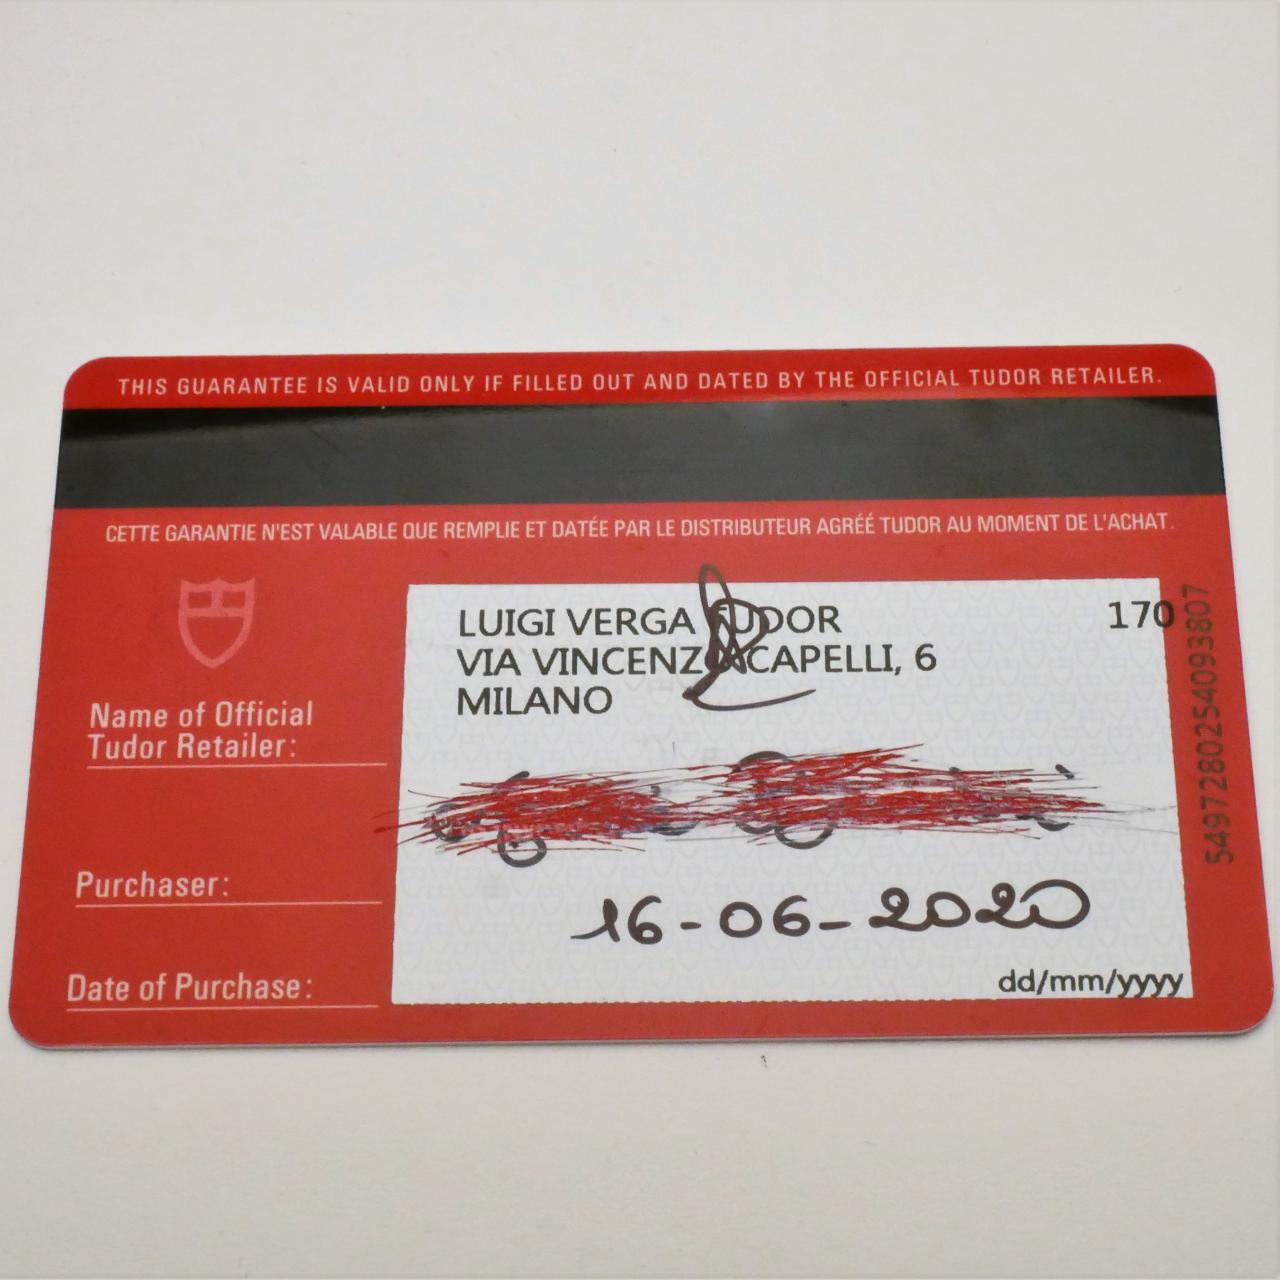 THIS GUARANTEE IS VALID ONLY IF FILLED OUT AND DATED BY THE OFFICIAL TUDOR RETAILER.
CETTE GARANTIE N'EST VALABLE QUE REMPLIE ET DATÉE PAR LE DISTRIBUTEUR AGRÉÉ TUDOR AU MOMENT DE L'ACHAT.
LUIGI VERGA TUDOR 170
VIA VINCENZO CAPELLI, 6
MILANO
Name of Official
Tudor Retailer:
Purchaser:
16-06-2020
Date of Purchase:
dd/mm/yyyy
5497280254093807